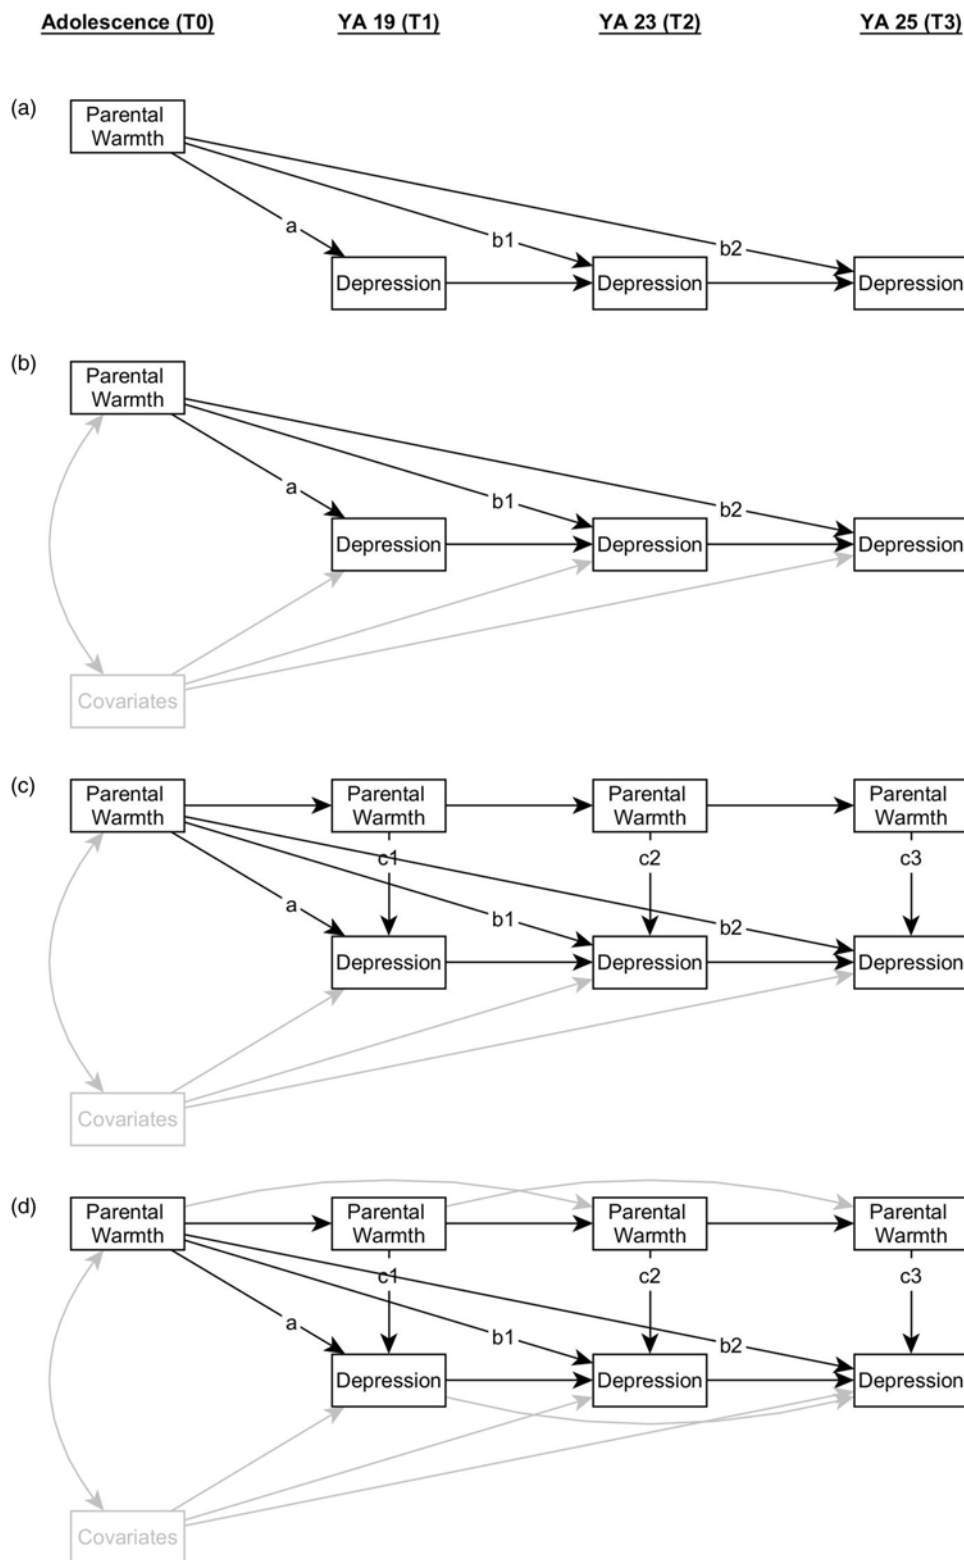 Adolescence (T0) YA 19 (T1) YA 23 (T2) YA 25 (T3)
(a)
Parental
Warmth
a
b1
b2
Depression Depression Depression
(b)
Parental
Warmth
a
b1
b2
Depression Depression Depression
Covariates
(c)
Parental Parental Parental Parental
Warmth Warmth Warmth Warmth
c1 c2 c3
a
b1
b2
Depression Depression Depression
Covariates
(d)
Parental Parental Parental Parental
Warmth Warmth Warmth Warmth
c1 c2 c3
a
b1
b2
Depression Depression Depression
Covariates